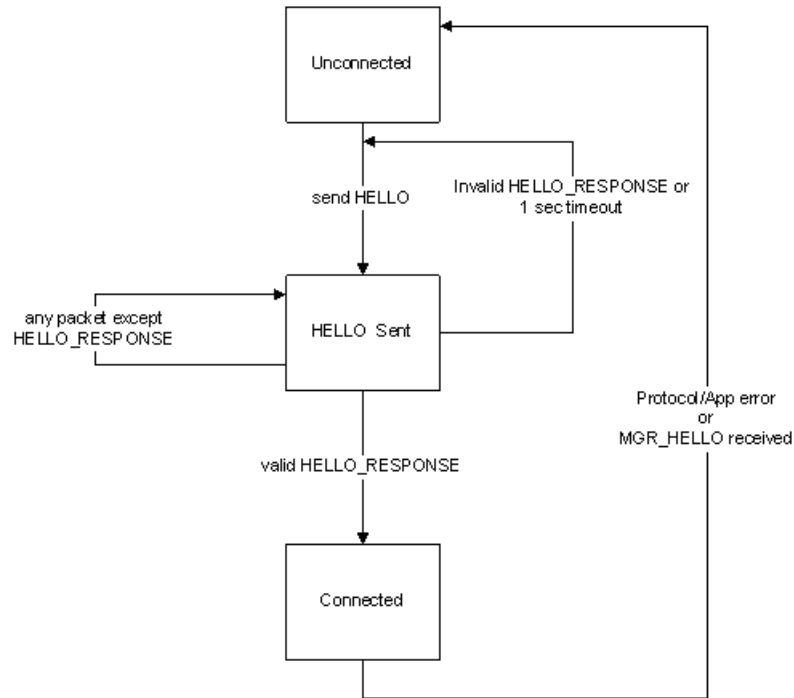 Unconnected
send HELLO
Invalid HELLO_RESPONSE or
1 sec timeout
any packet except
HELLO_RESPONSE
HELLO Sent
Protocol/App error
or
MGR_HELLO received
valid HELLO_RESPONSE
Connected